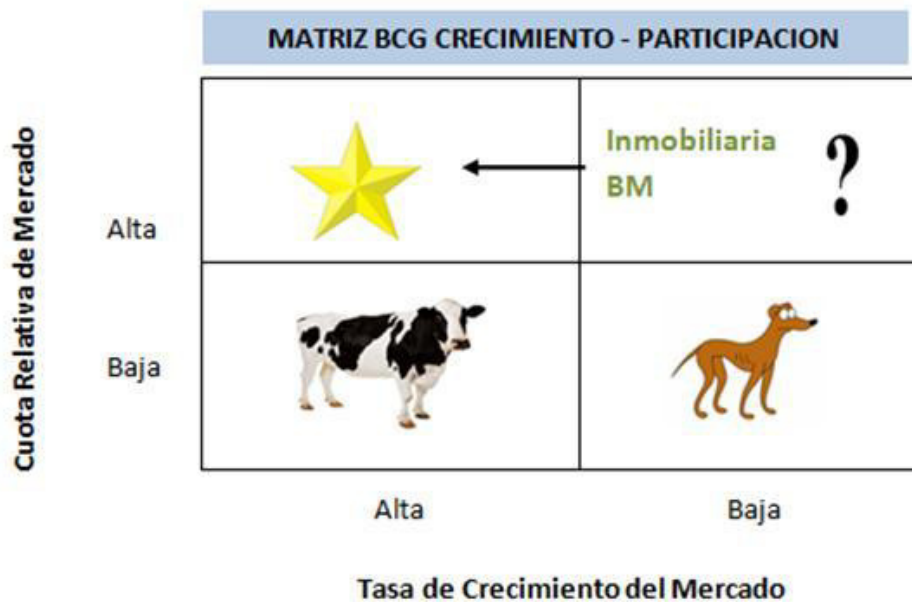 MATRIZ BCG CRECIMIENTO - PARTICIPACION
Cuota Relativa de Mercado
Alta
Baja
Inmobiliaria
BM
?
Alta
Baja
Tasa de Crecimiento del Mercado